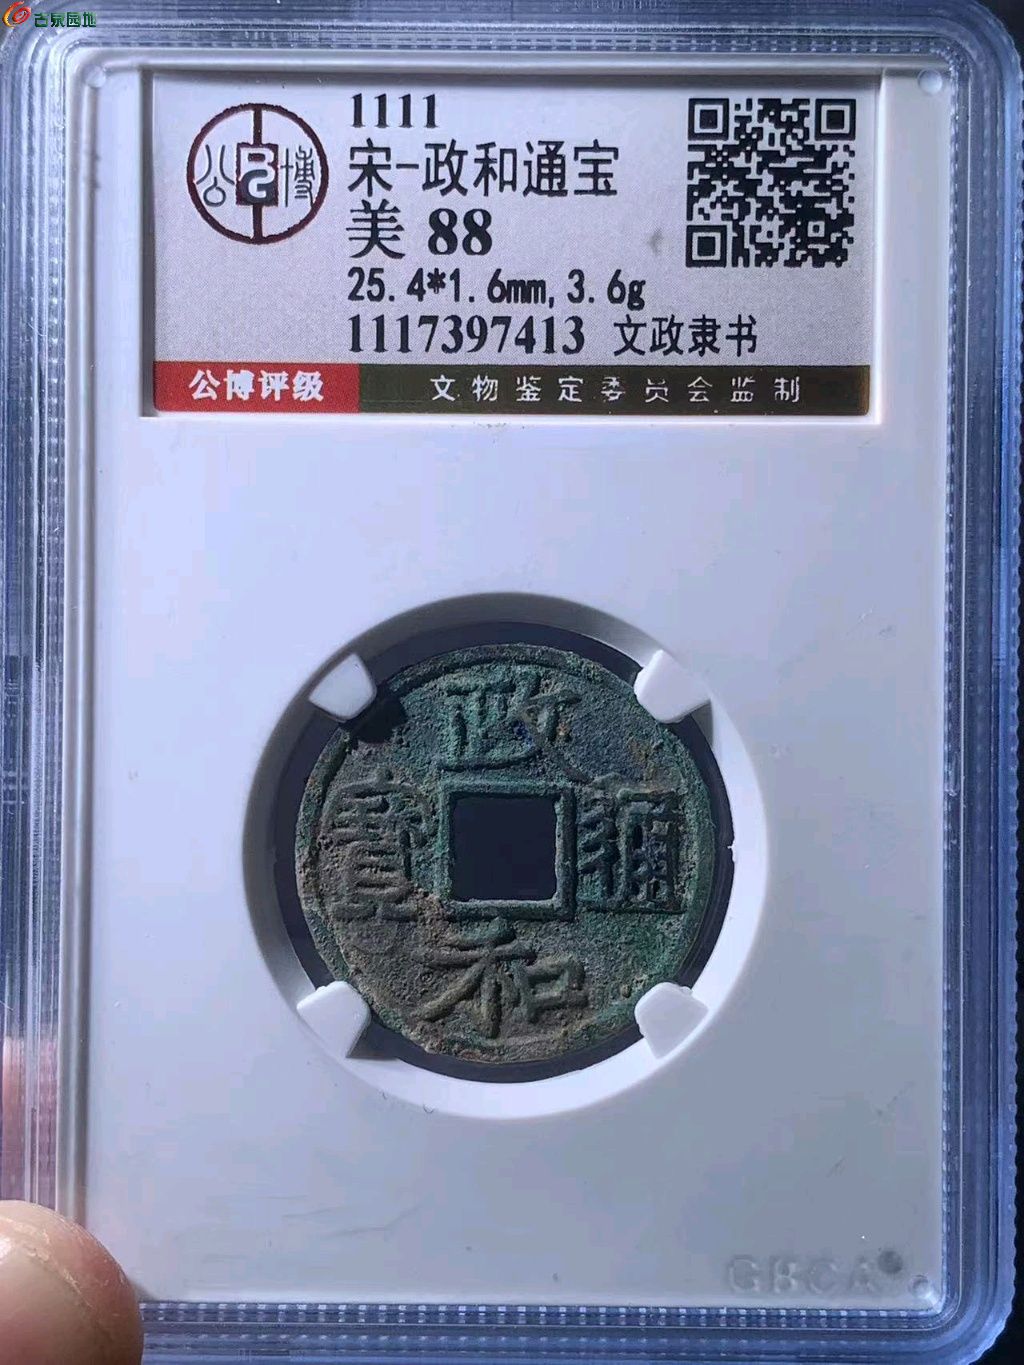 古泉园地
1111
公 博
宋-政和通宝
美 88
25.4*1.6mm,3.6g
1117397413 文政隶书
公博评级 文物鉴定委员会监制
政
寶 通
和
GBCA